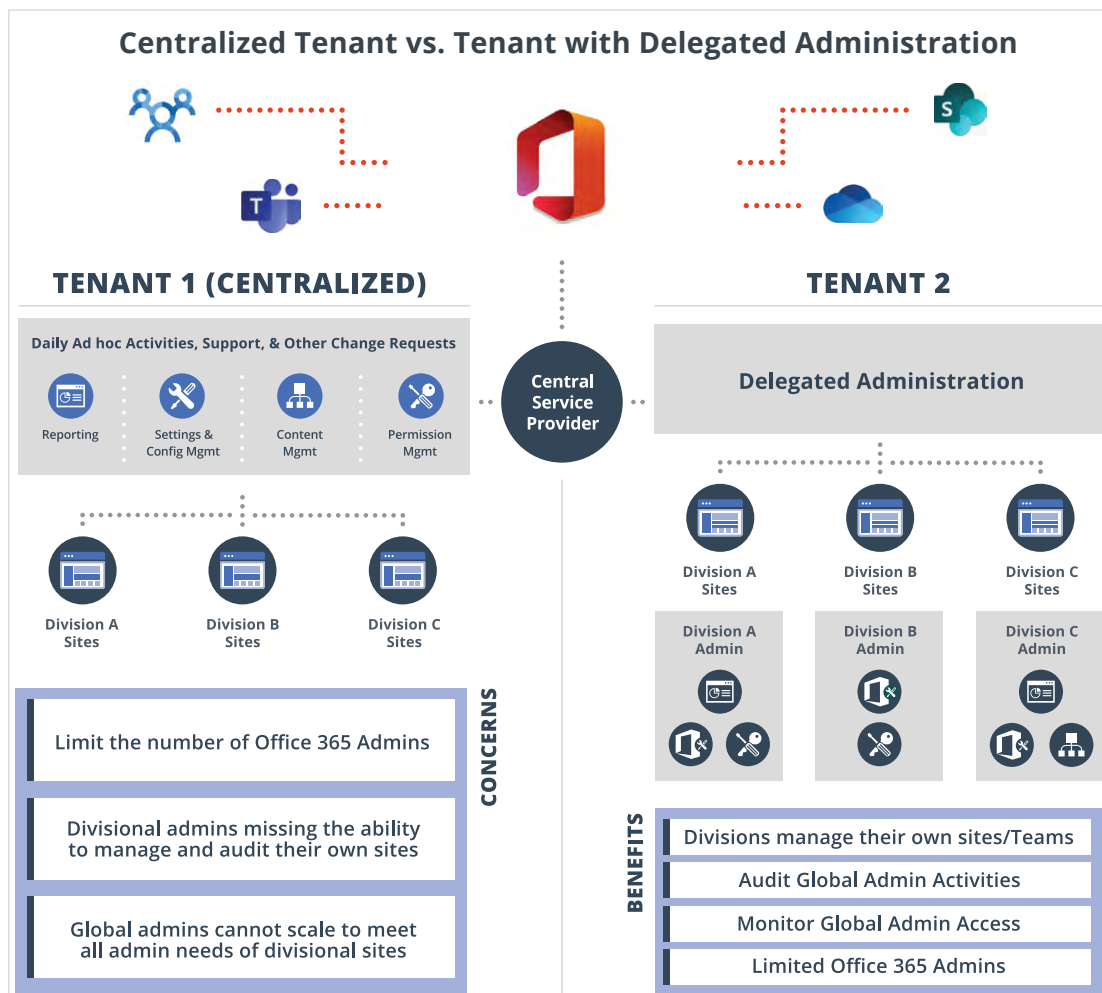 Centralized Tenant vs. Tenant with Delegated Administration
S
T
TENANT 1 (CENTRALIZED)
Daily Ad hoc Activities, Support, & Other Change Requests
Reporting
Settings &
Config Mgmt
Content
Mgmt
Permission
Mgmt
Division A
Sites
Division B
Sites
Division C
Sites
CONCERNS
Limit the number of Office 365 Admins
Divisional admins missing the ability
to manage and audit their own sites
Global admins cannot scale to meet
all admin needs of divisional sites
Central
Service
Provider
TENANT 2
Delegated Administration
Division A
Sites
Division B
Sites
Division C
Sites
Division A
Admin
Division B
Admin
Division C
Admin
BENEFITS
Divisions manage their own sites/Teams
Audit Global Admin Activities
Monitor Global Admin Access
Limited Office 365 Admins